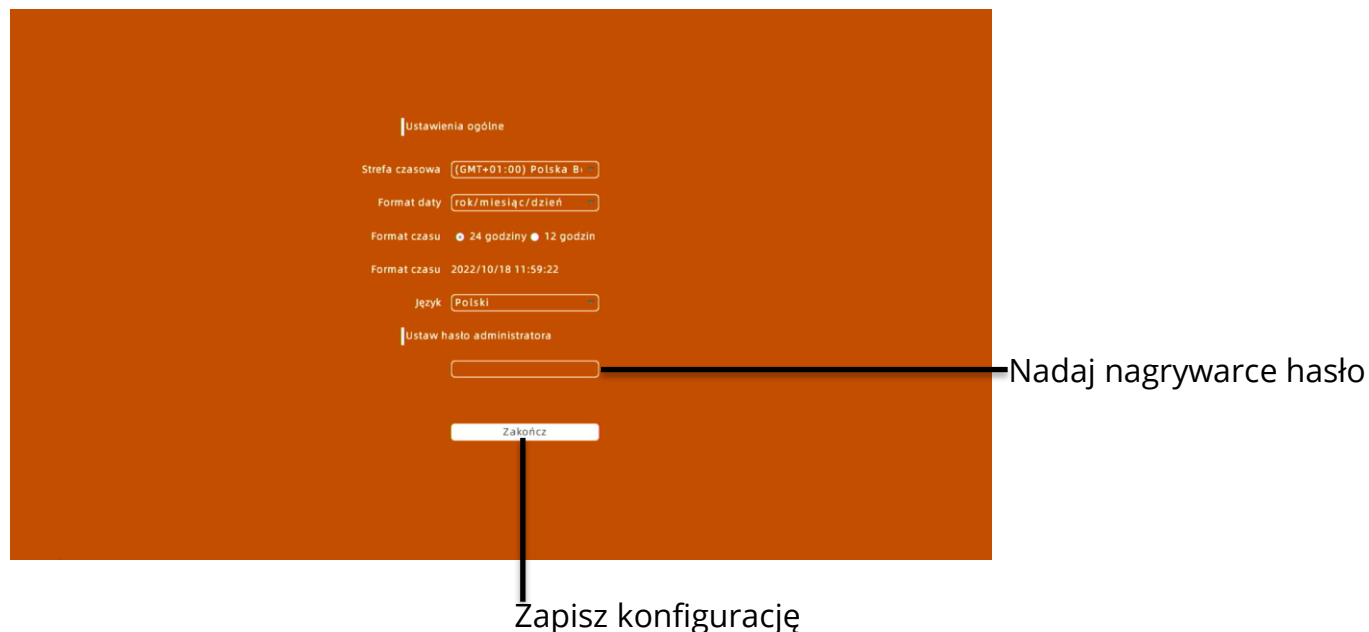 Ustawienia ogólne
Strefa czasowa (GMT+01:00) Polska B
Format daty rok/miesiąc/dzień
Format czasu 24 godziny 12 godzin
Format czasu 2022/10/18 11:59:22
Język Polski
Ustaw hasło administratora
Nadaj nagrywarce hasło
Zakończ
Zapisz konfigurację